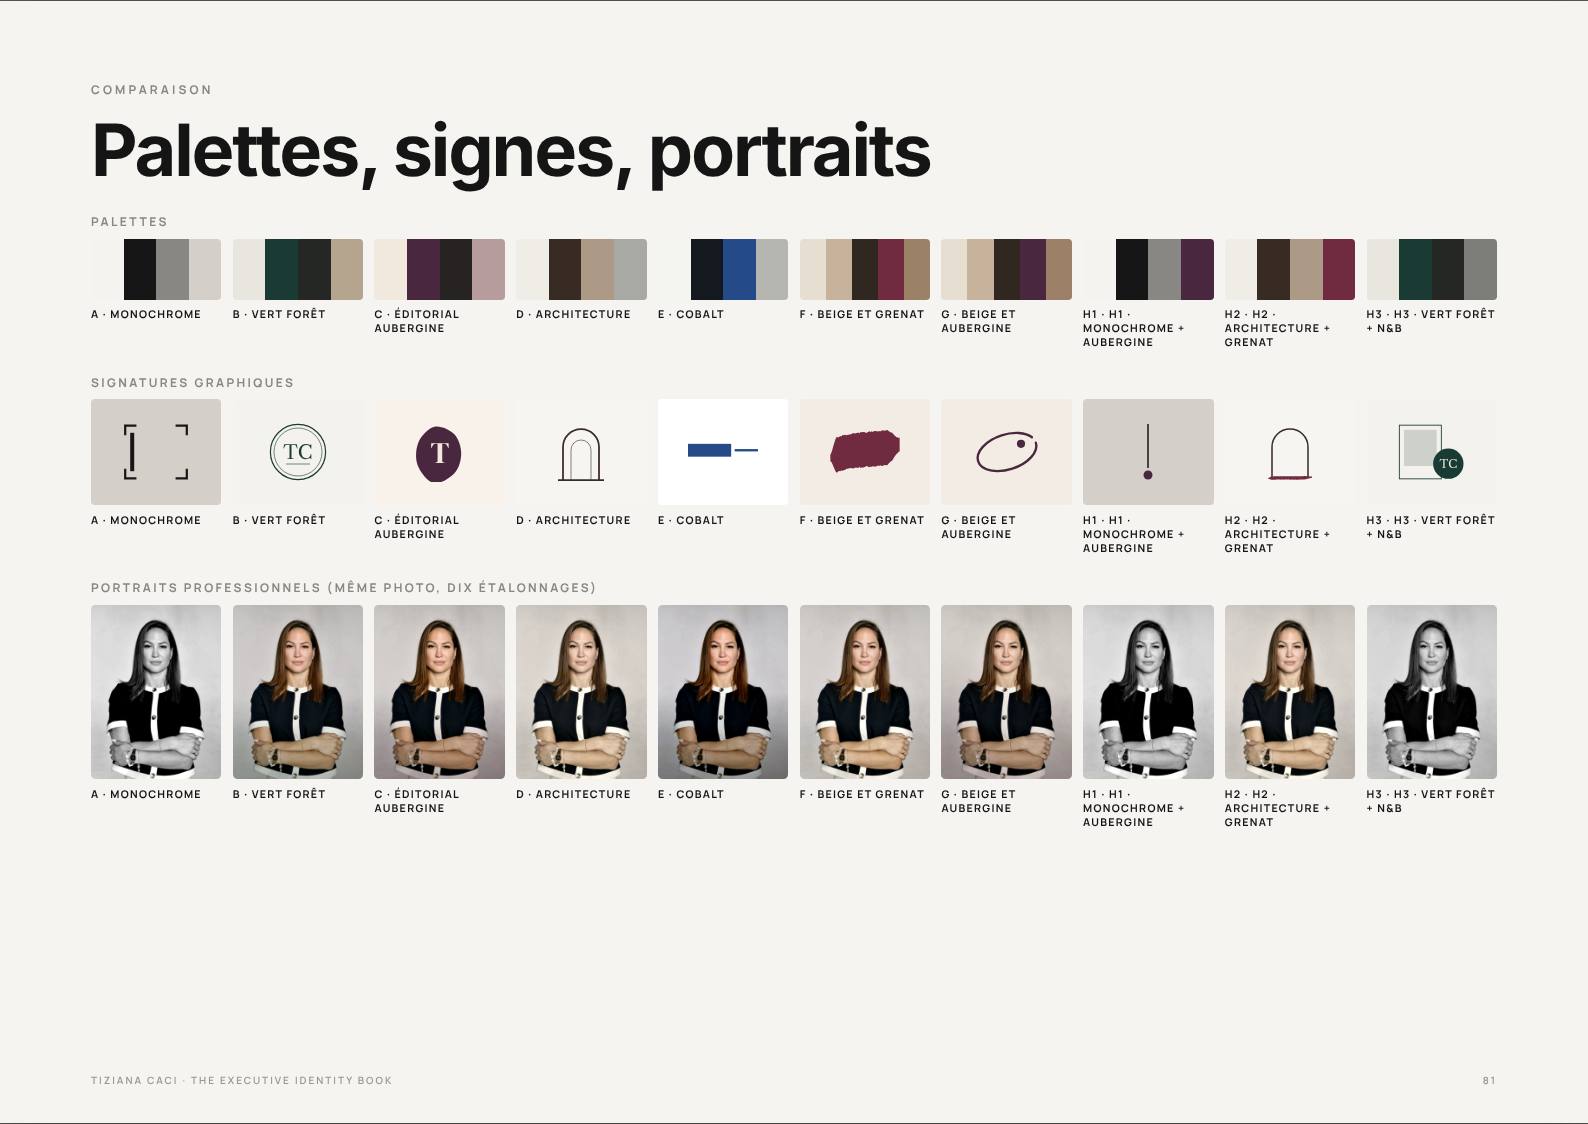 COMPARAISON
Palettes, signes, portraits
PALETTES
A · MONOCHROME
B · VERT FORÊT
C · ÉDITORIAL
AUBERGINE
D · ARCHITECTURE
E · COBALT
F · BEIGE ET GRENAT
G · BEIGE ET
AUBERGINE
H1 · H1 ·
MONOCHROME +
AUBERGINE
H2 · H2 ·
ARCHITECTURE +
GRENAT
H3 · H3 · VERT FORÊT
+ N&B
SIGNATURES GRAPHIQUES
TC
T
TC
A · MONOCHROME
B · VERT FORÊT
C · ÉDITORIAL
AUBERGINE
D · ARCHITECTURE
E · COBALT
F · BEIGE ET GRENAT
G · BEIGE ET
AUBERGINE
H1 · H1 ·
MONOCHROME +
AUBERGINE
H2 · H2 ·
ARCHITECTURE +
GRENAT
H3 · H3 · VERT FORÊT
+ N&B
PORTRAITS PROFESSIONNELS (MÊME PHOTO, DIX ÉTALONNAGES)
A · MONOCHROME
B · VERT FORÊT
C · ÉDITORIAL
AUBERGINE
D · ARCHITECTURE
E · COBALT
F · BEIGE ET GRENAT
G · BEIGE ET
AUBERGINE
H1 · H1 ·
MONOCHROME +
AUBERGINE
H2 · H2 ·
ARCHITECTURE +
GRENAT
H3 · H3 · VERT FORÊT
+ N&B
TIZIANA CACI · THE EXECUTIVE IDENTITY BOOK
81